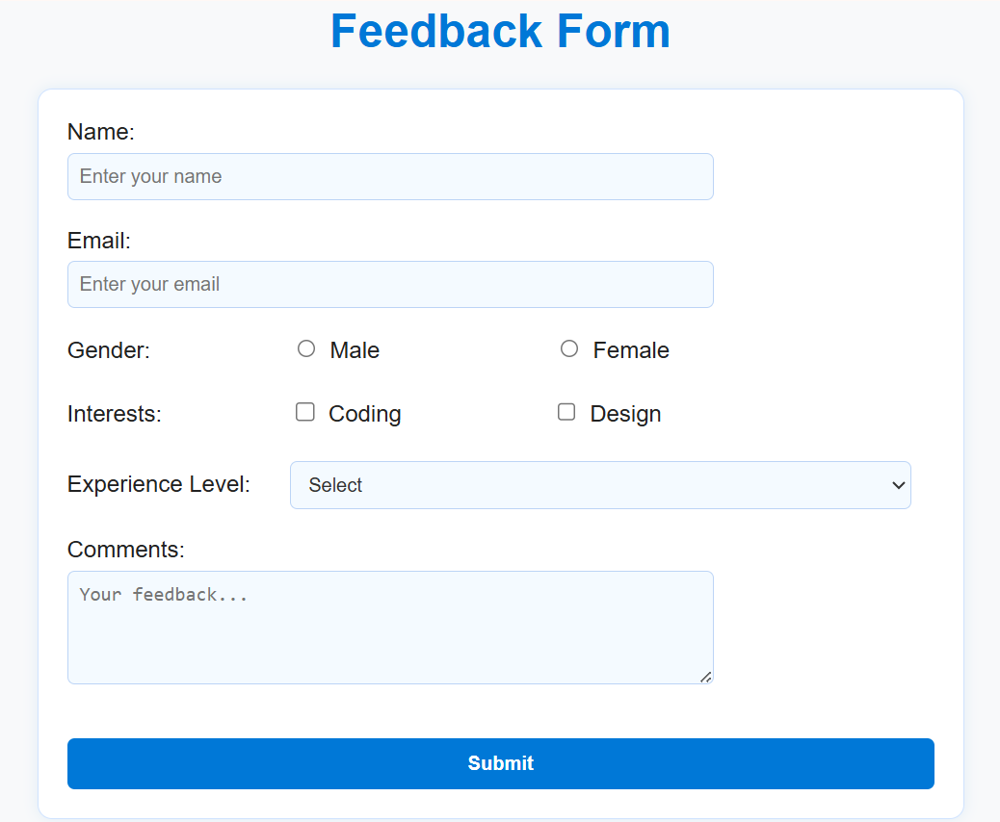 Feedback Form
Name:
Enter your name
Email:
Enter your email
Gender: Male Female
Interests: Coding Design
Experience Level: Select
Comments:
Your feedback...
Submit